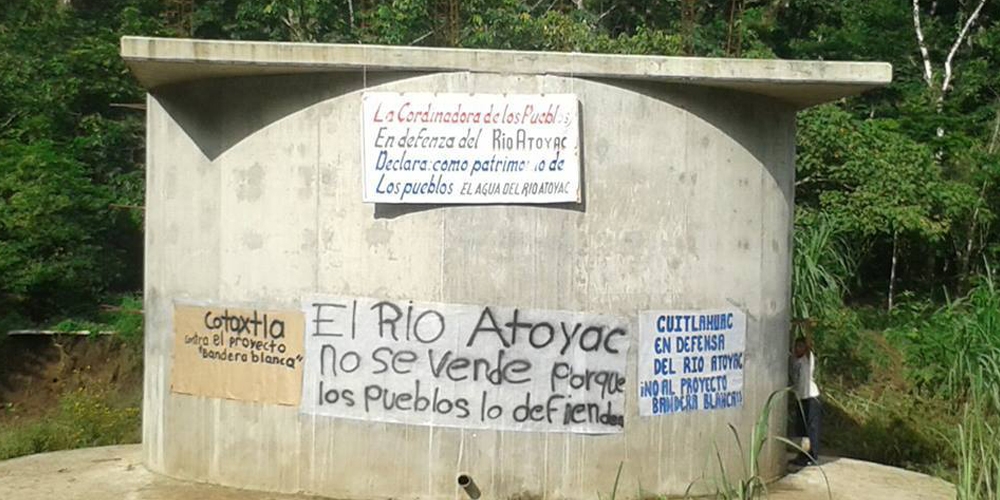 La Cordinadora de los Pueblos
En defenza del Rio ATOYAC
Declara: como patrimonio de
Los pueblos EL AGUA DEL RIO ATOYAC
Cotaxtla
contra el proyecto
"Bandera blanca"
El RIO Atoyac
no se vende porque
los Pueblos lo defienden
CUITLAHUAC
EN DEFENSA
DEL RIO ATOYAC
¡NO AL PROYECTO
BANDERA BLANCA!!